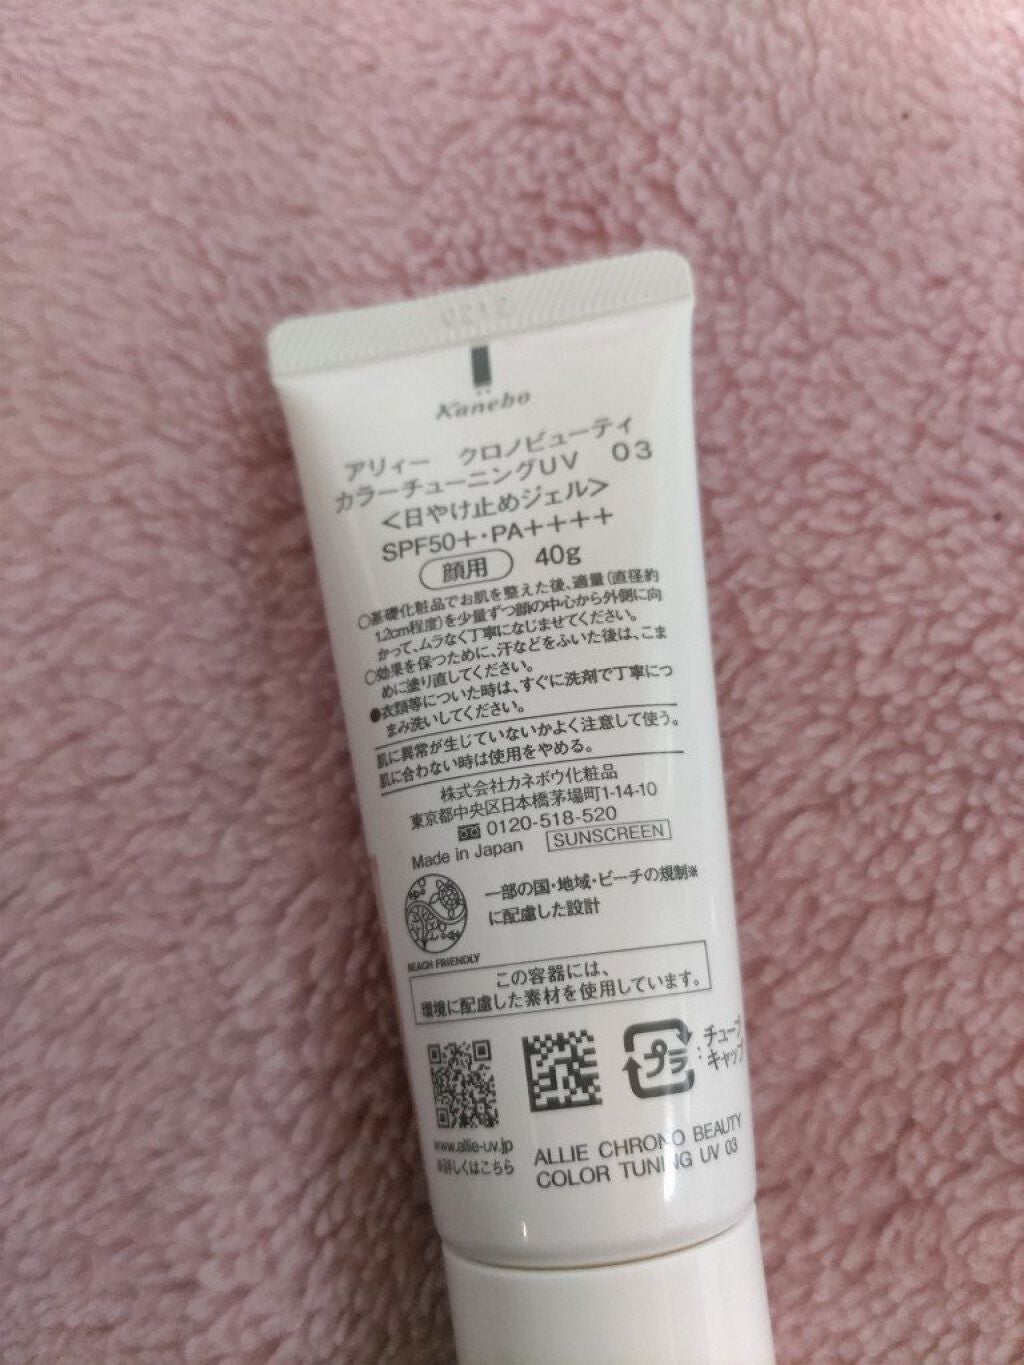 Kanebo
アリィー クロノビューティ
カラーチューニングUV 03
<日やけ止めジェル>
SPF50+・PA++++
顔用 40g
○基礎化粧品でお肌を整えた後、適量(直径約
1.2cm程度)を少量ずつ顔の中心から外側に向
かって、ムラなく丁寧になじませてください。
○効果を保つために、汗などをふいた後は、こま
めに塗り直してください。
●衣類等についた時は、すぐに洗剤で丁寧につ
まみ洗いしてください。
肌に異常が生じていないかよく注意して使う。
肌に合わない時は使用をやめる。
株式会社カネボウ化粧品
東京都中央区日本橋茅場町1-14-10
0120-518-520
Made in Japan SUNSCREEN
一部の国・地域・ビーチの規制※
に配慮した設計
BEACH FRIENDLY
この容器には、
環境に配慮した素材を使用しています。
プラ
:チューブ
キャップ
www.allie-uv.jp
※詳しくはこちら
ALLIE CHRONO BEAUTY
COLOR TUNING UV 03